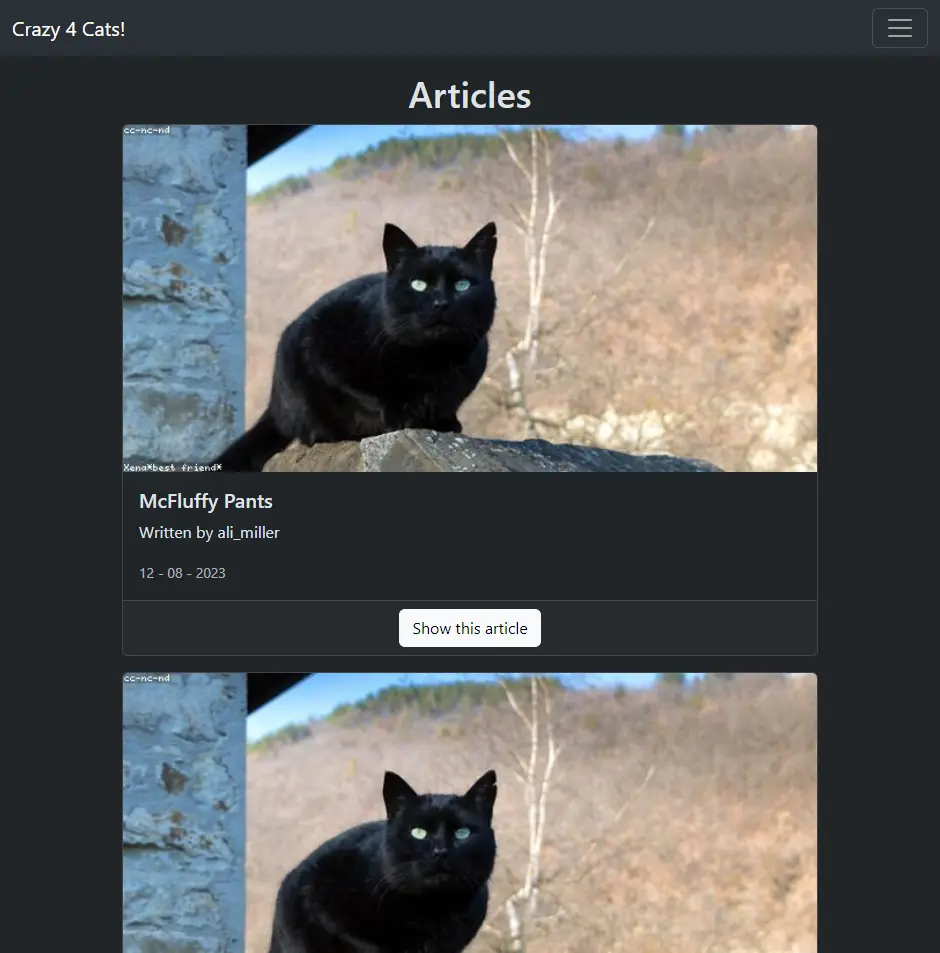 Crazy 4 Cats!
Articles
cc-nc-nd
Xena*best friend*
McFluffy Pants
Written by ali_miller
12 - 08 - 2023
Show this article
cc-nc-nd